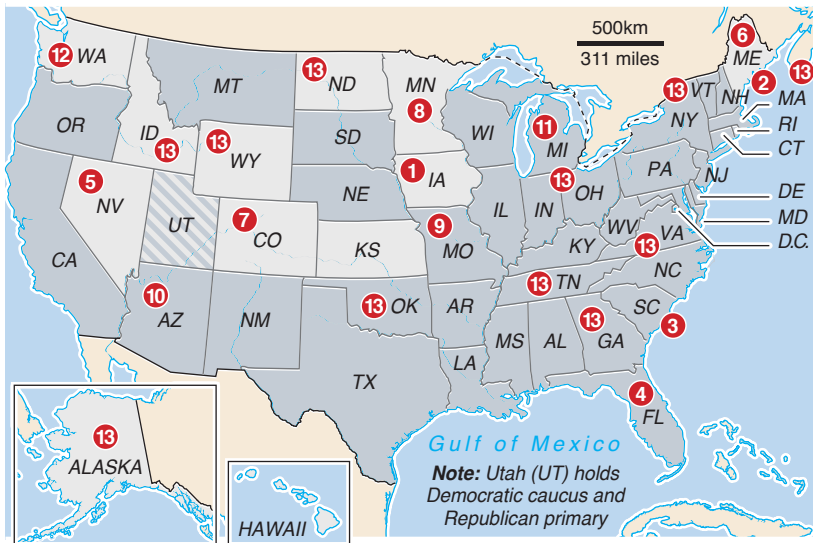 500km
311 miles
6
ME
12
WA
13
ND
MN
8
13
VT
NH
2
13
MA
RI
CT
MT
OR
ID
13
13
WY
SD
WI
11
MI
NY
1
IA
13
OH
PA
NJ
DE
MD
D.C.
5
NV
UT
7
CO
NE
IL
IN
WV
VA
13
CA
KS
9
MO
KY
NC
10
AZ
NM
13
OK
AR
13
TN
SC
3
MS
AL
13
GA
TX
LA
4
FL
13
ALASKA
HAWAII
Gulf of Mexico
Note: Utah (UT) holds
Democratic caucus and
Republican primary